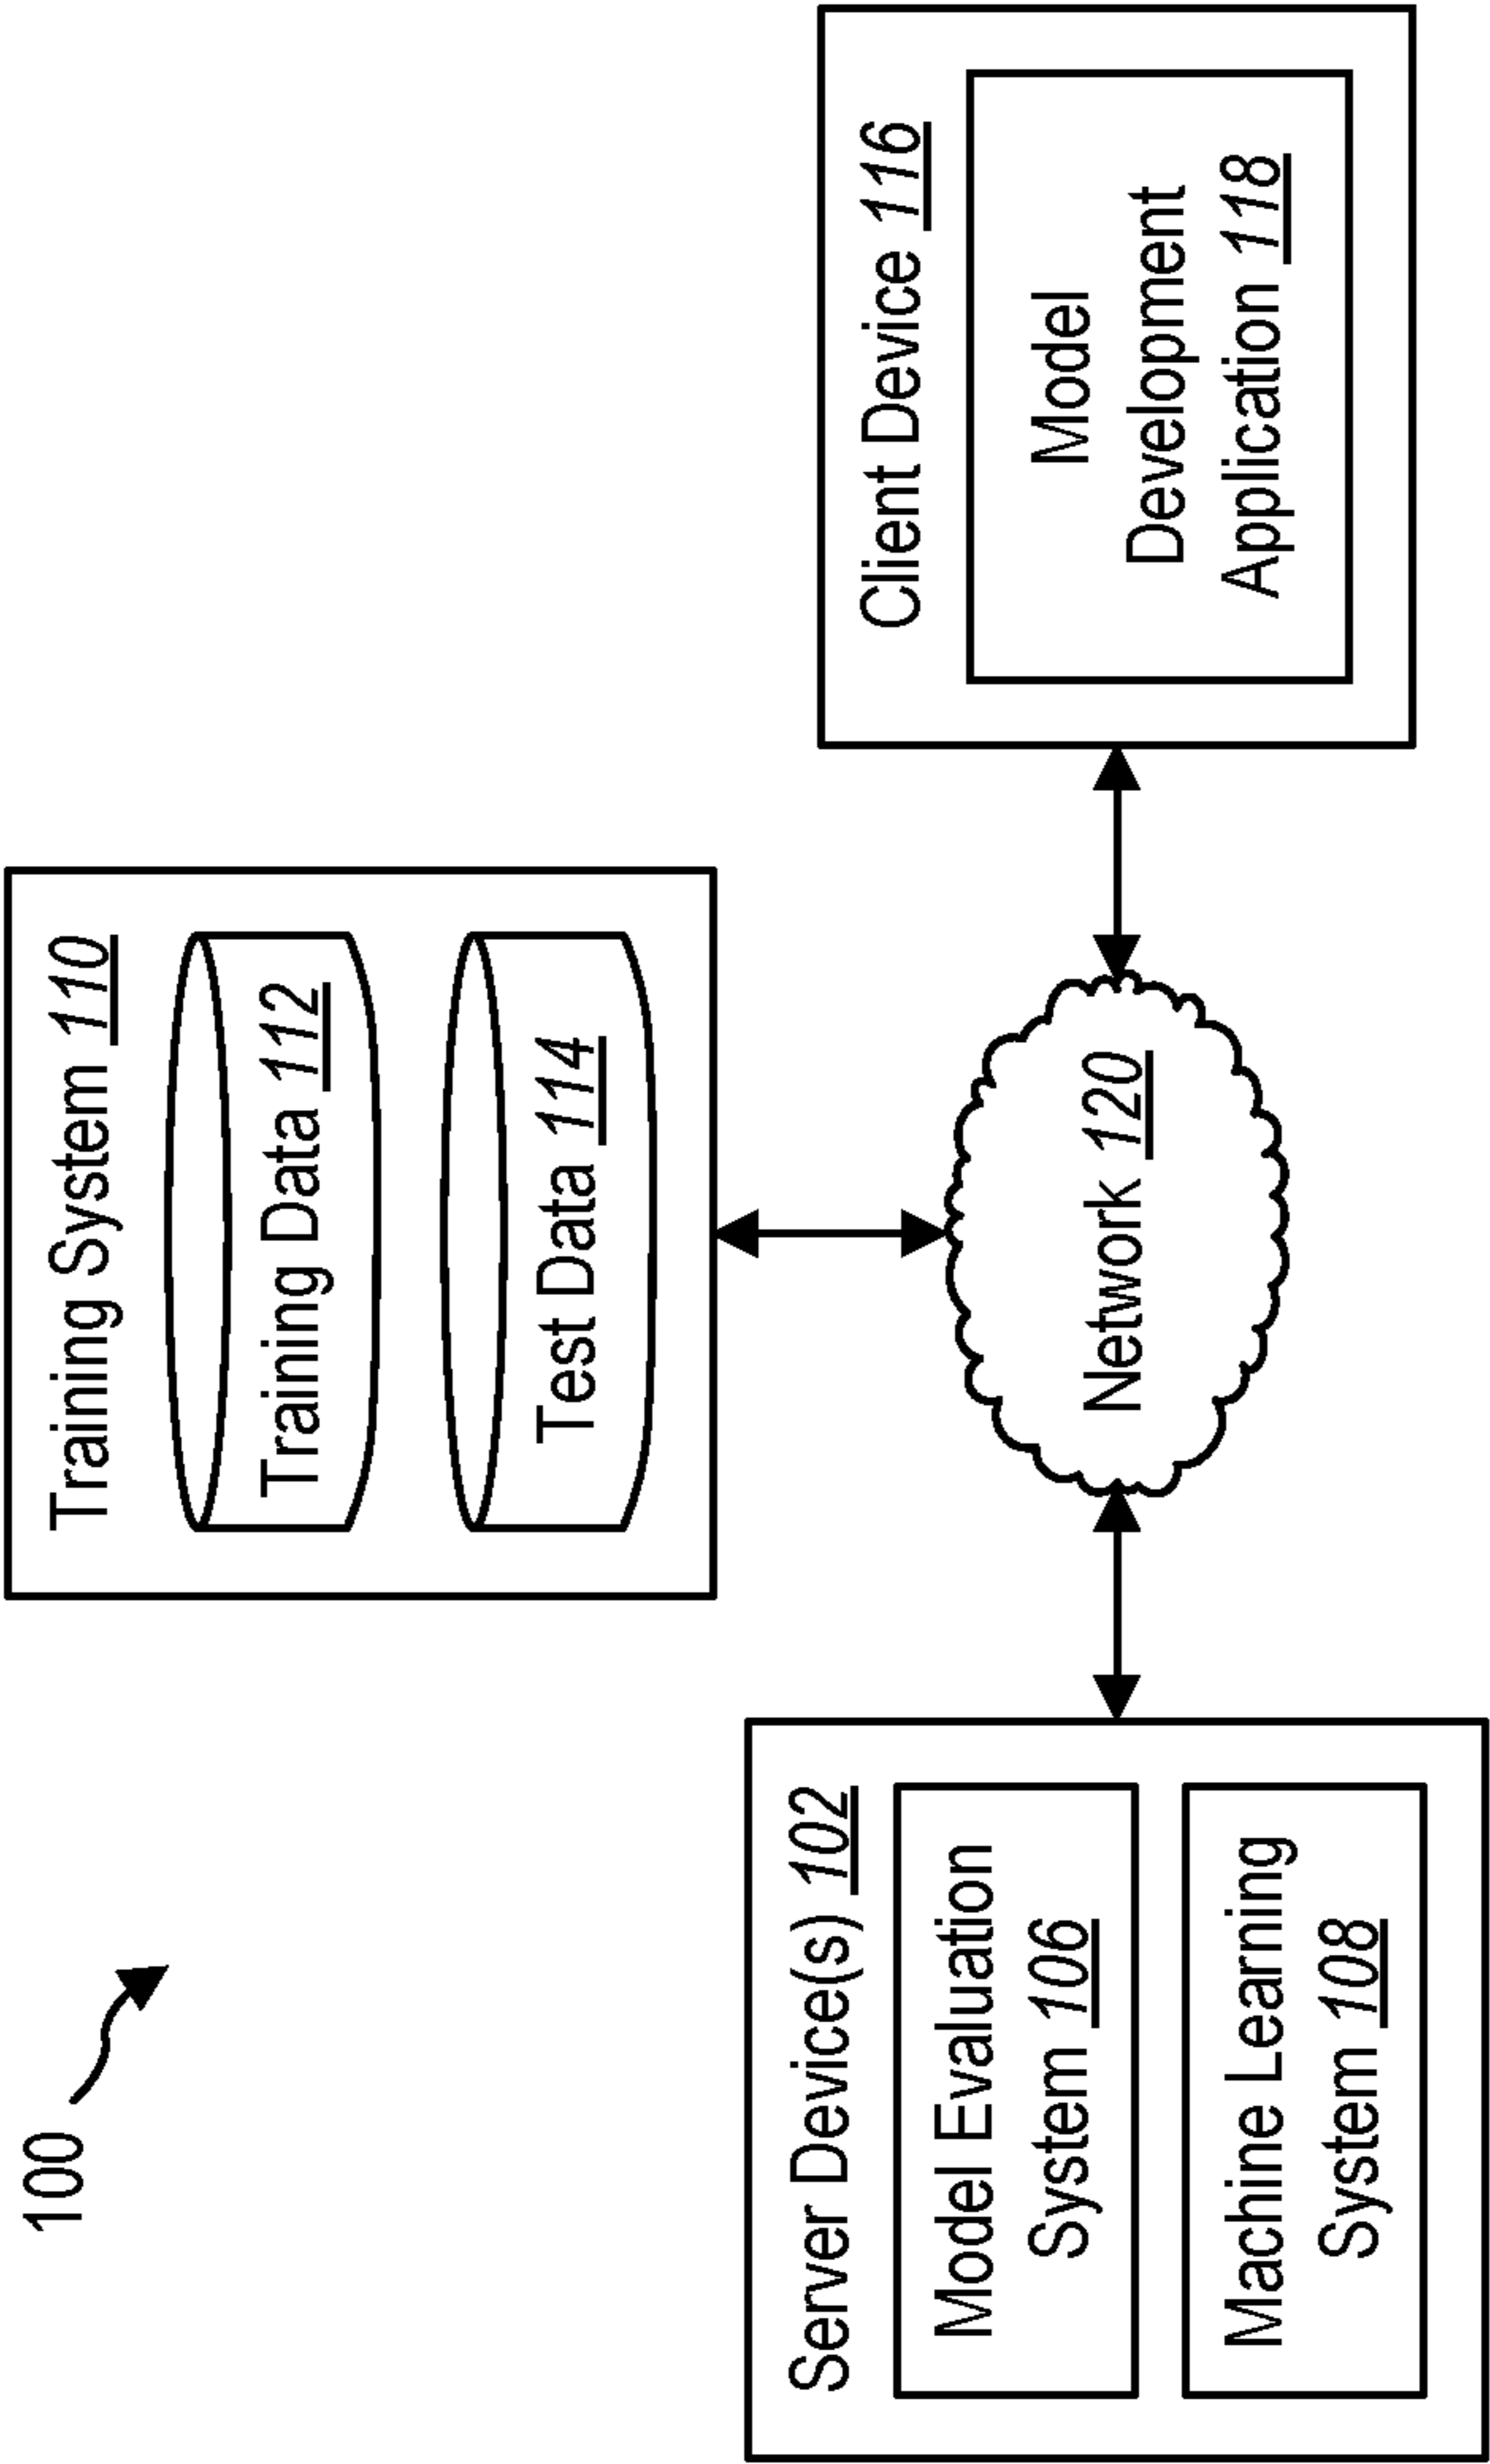 100
Training System 110
Training Data 112
Test Data 114
Server Device(s) 102
Model Evaluation
System 106
Machine Learning
System 108
Network 120
Client Device 116
Model
Development
Application 118